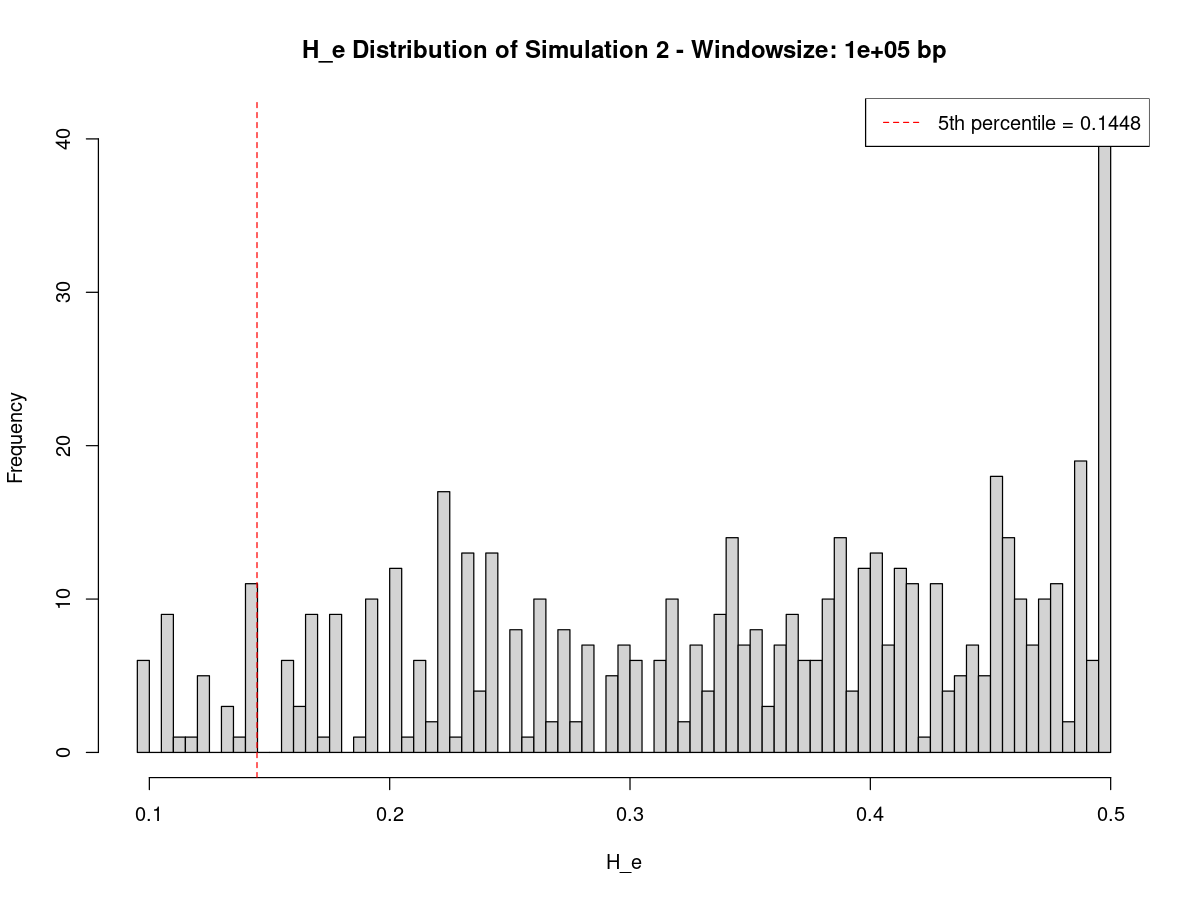 H_e Distribution of Simulation 2 - Windowsize: 1e+05 bp
5th percentile = 0.1448
Frequency
40
30
20
10
0
0.1 0.2 0.3 0.4 0.5
H_e